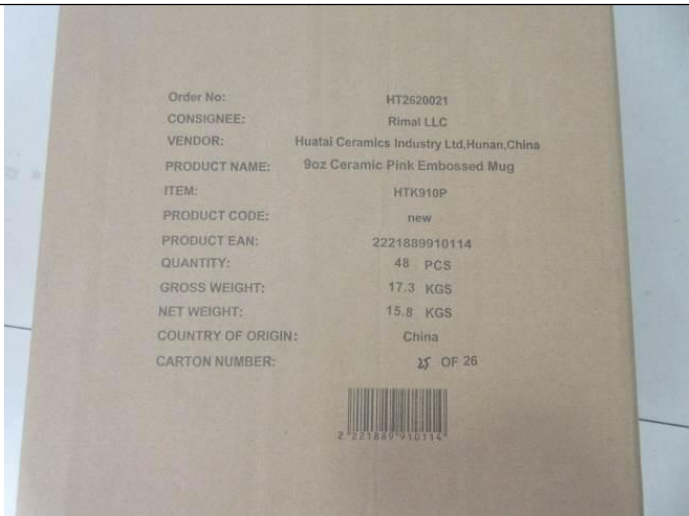 Order No: HT2620021
CONSIGNEE: Rimal LLC
VENDOR: Huatai Ceramics Industry Ltd,Hunan,China
PRODUCT NAME: 9oz Ceramic Pink Embossed Mug
ITEM: HTK910P
PRODUCT CODE: new
PRODUCT EAN: 2221889910114
QUANTITY: 48 PCS
GROSS WEIGHT: 17.3 KGS
NET WEIGHT: 15.8 KGS
COUNTRY OF ORIGIN: China
CARTON NUMBER: 25 OF 26
2 221889 910114